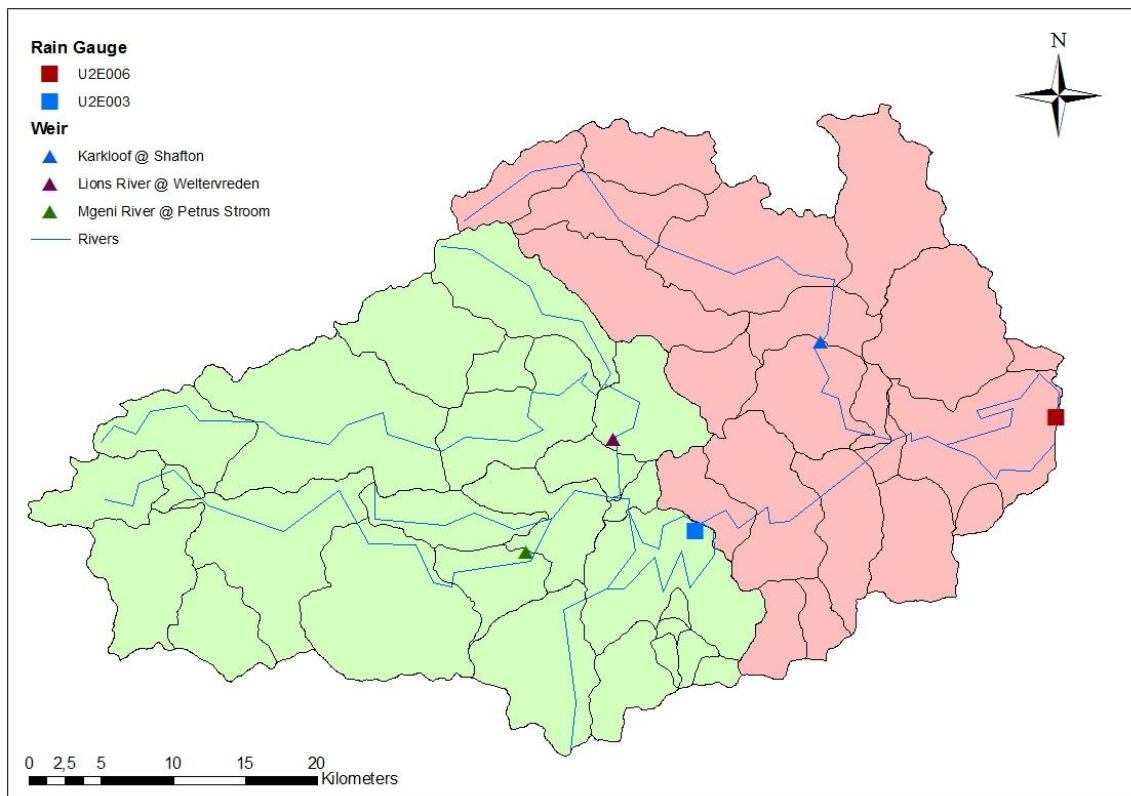 Rain Gauge
U2E006
U2E003
Weir
Karkloof @ Shafton
Lions River @ Weltervreden
Mgeni River @ Petrus Stroom
Rivers
N
0 2,5 5 10 15 20
Kilometers